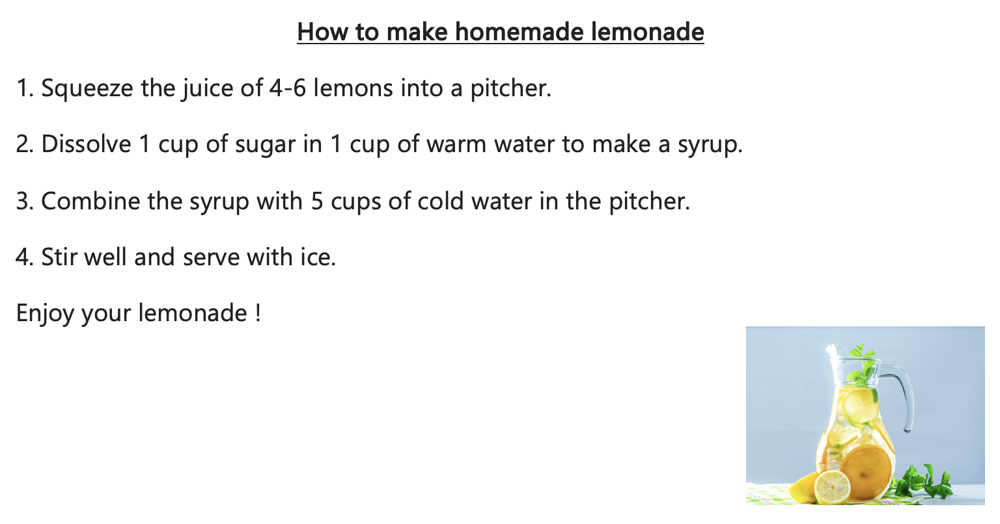 How to make homemade lemonade
1. Squeeze the juice of 4-6 lemons into a pitcher.
2. Dissolve 1 cup of sugar in 1 cup of warm water to make a syrup.
3. Combine the syrup with 5 cups of cold water in the pitcher.
4. Stir well and serve with ice.
Enjoy your lemonade !